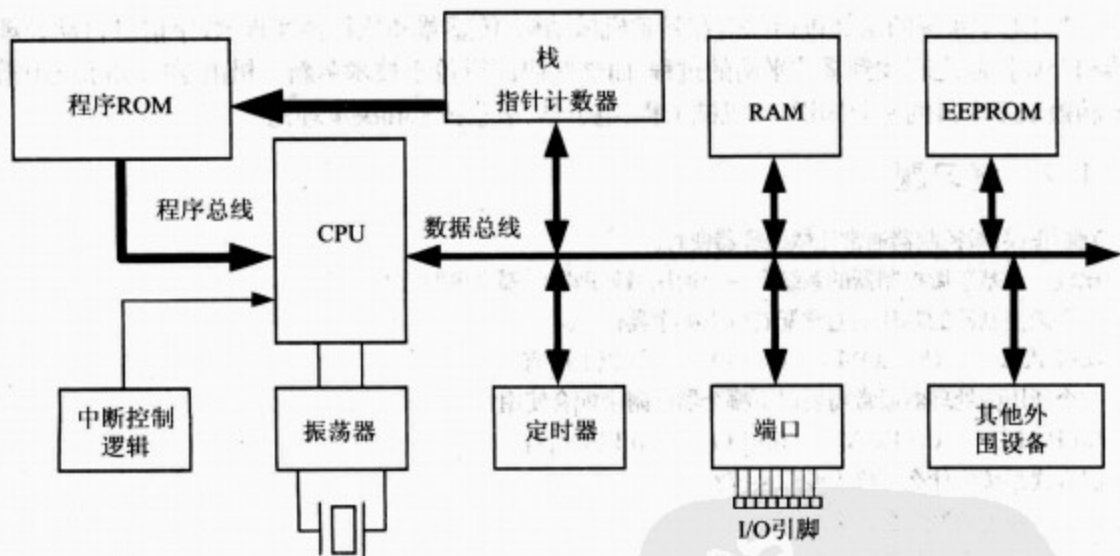 栈
程序ROM
指针计数器
RAM
EEPROM
程序总线
CPU
数据总线
中断控制
逻辑
振荡器
定时器
端口
其他外
围设备
I/O引脚